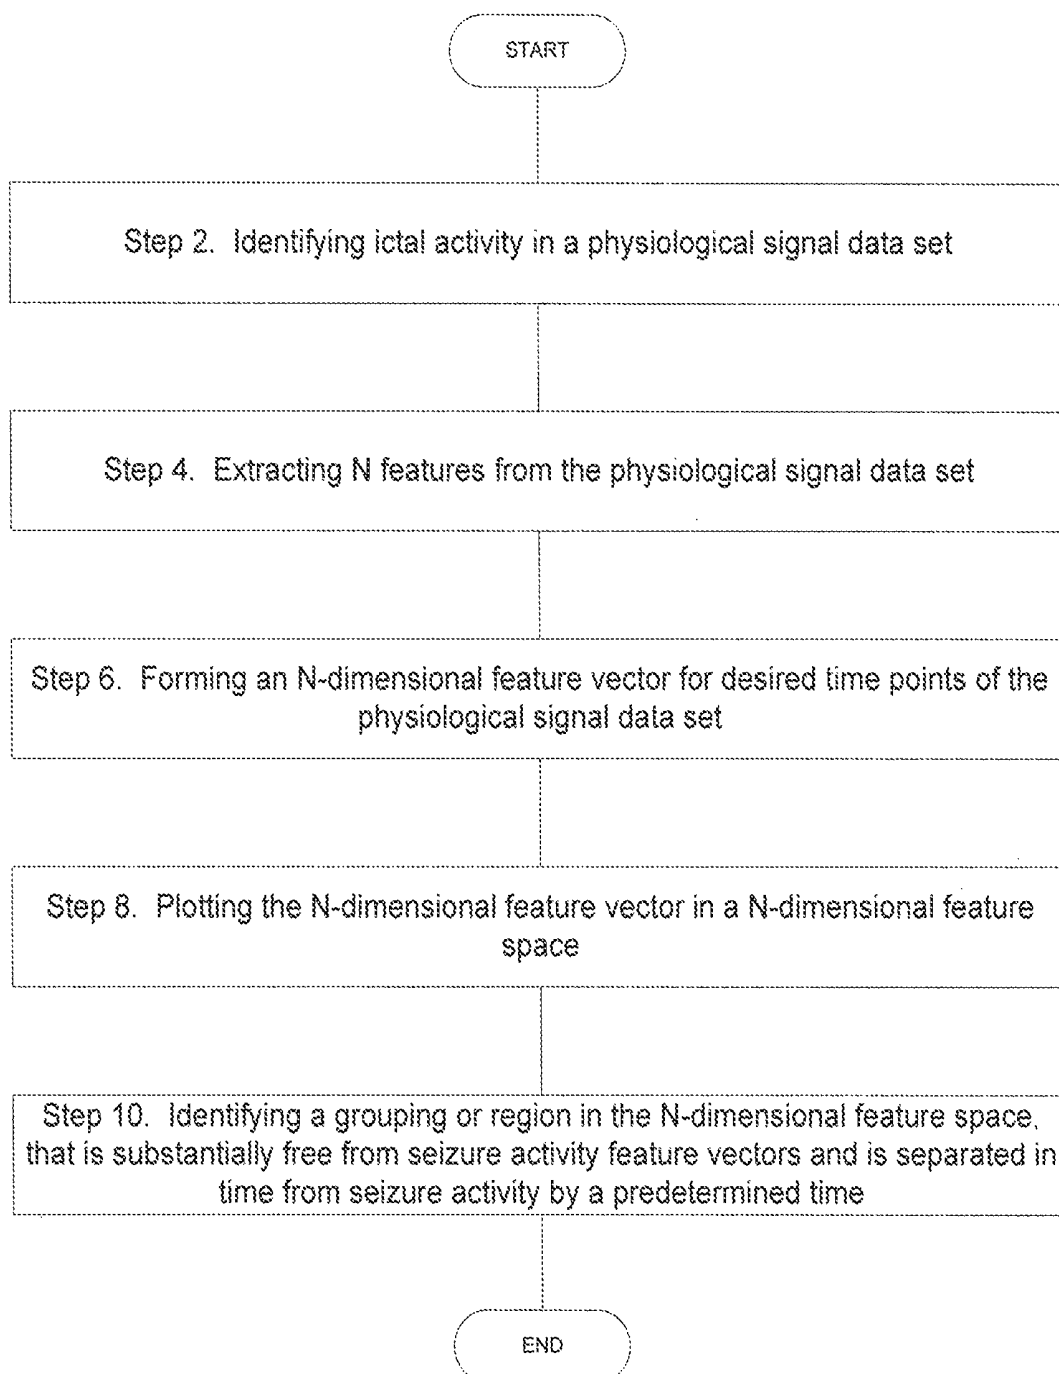 START
Step 2. Identifying ictal activity in a physiological signal data set
Step 4. Extracting N features from the physiological signal data set
Step 6. Forming an N-dimensional feature vector for desired time points of the
physiological signal data set
Step 8. Plotting the N-dimensional feature vector in a N-dimensional feature
space
Step 10. Identifying a grouping or region in the N-dimensional feature space,
that is substantially free from seizure activity feature vectors and is separated in
time from seizure activity by a predetermined time
END